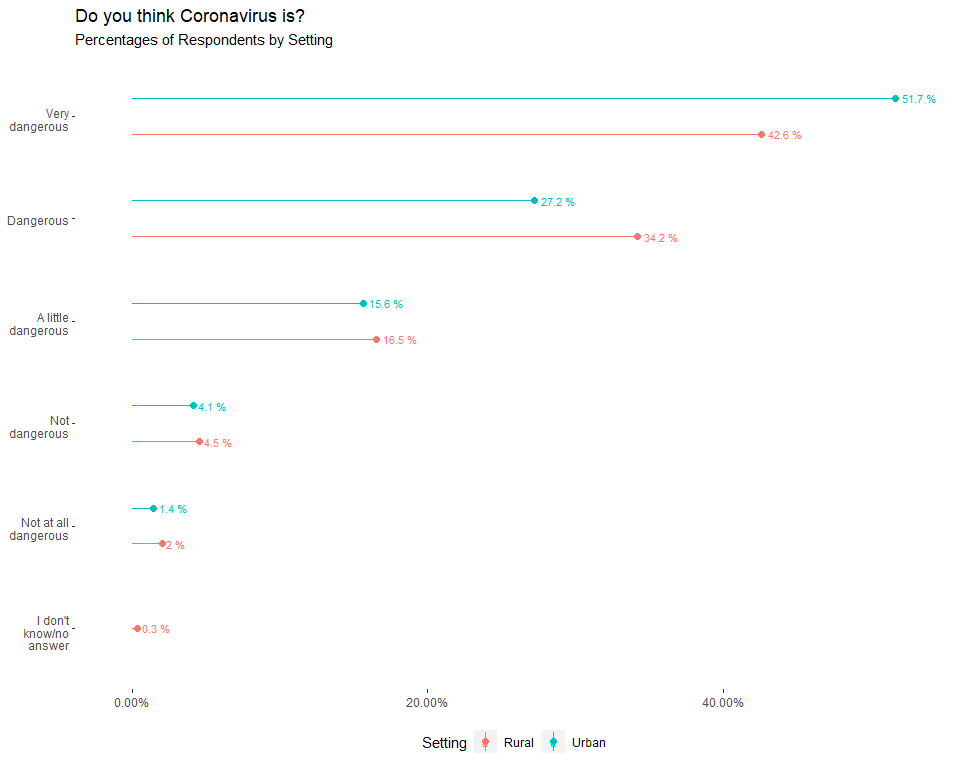 Do you think Coronavirus is?
Percentages of Respondents by Setting
Very
dangerous
51.7 %
42.6 %
Dangerous
27.2 %
34.2 %
A little
dangerous
15.6 %
16.5 %
Not
dangerous
4.1 %
4.5 %
Not at all
dangerous
1.4 %
2 %
I don't
know/no
answer
0.3 %
0.00%
20.00%
40.00%
Setting
Rural
Urban